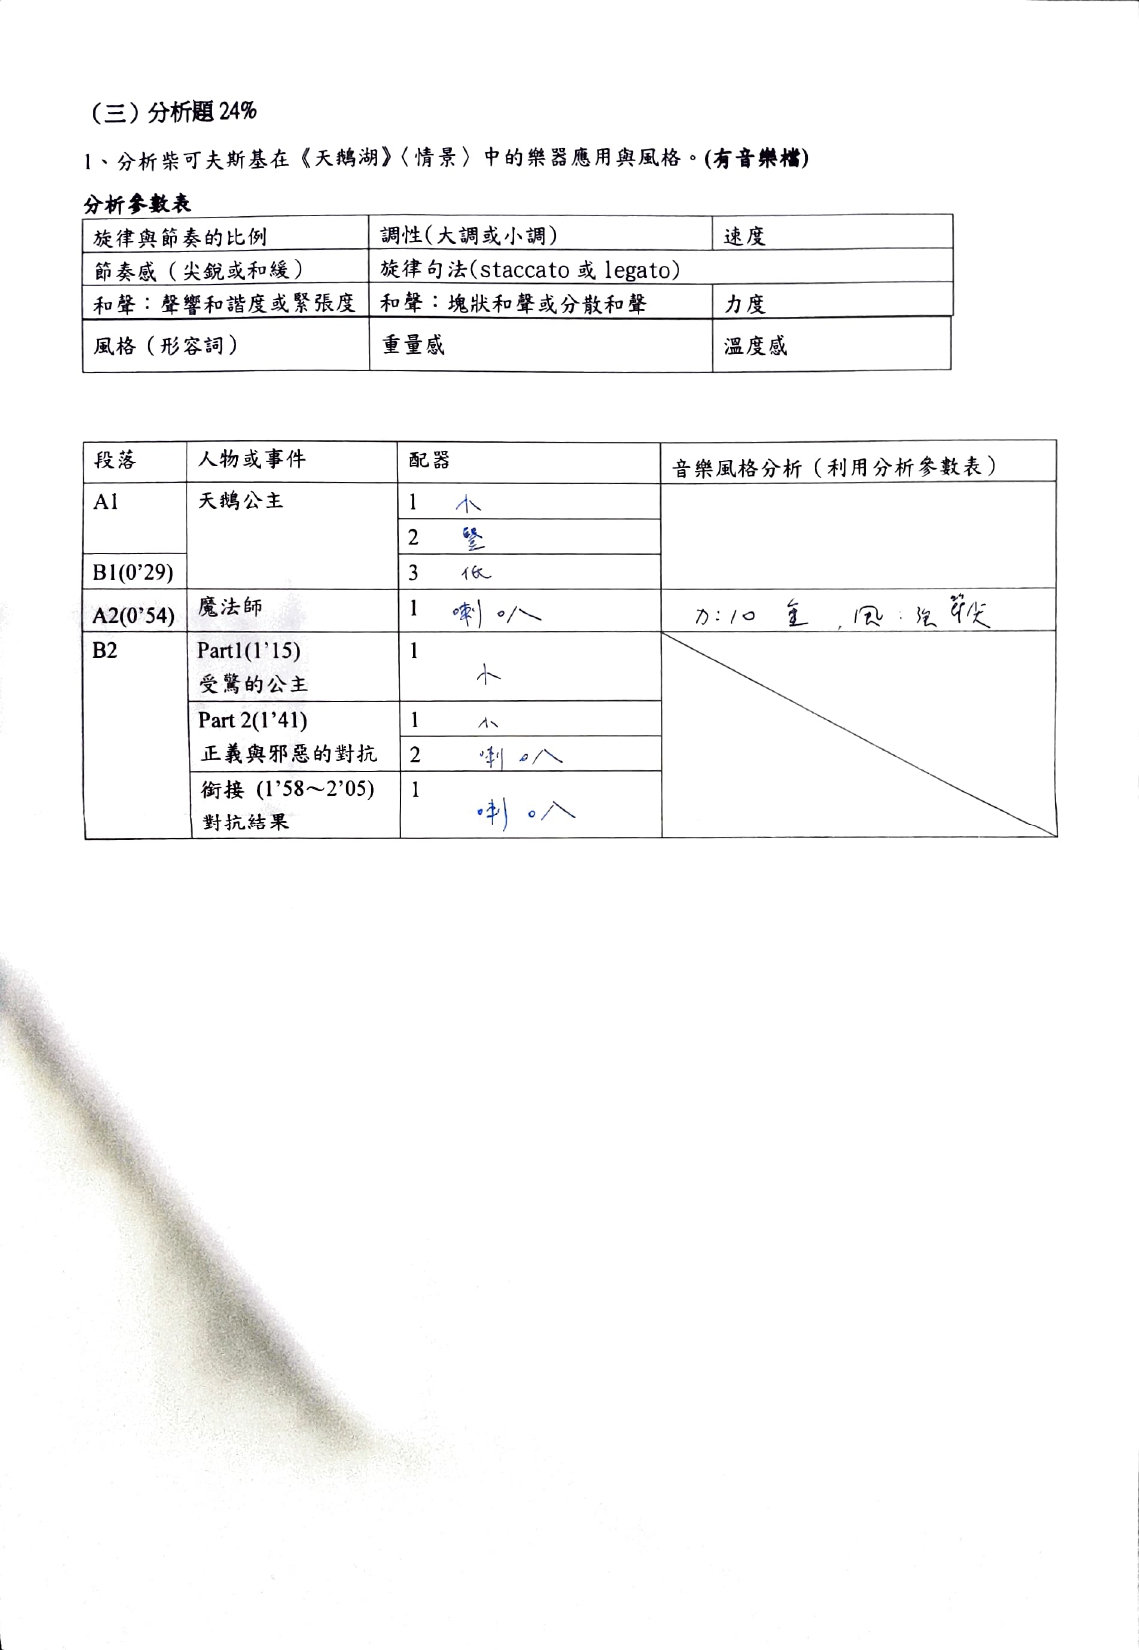 （三）分析題 24%
1、分析柴可夫斯基在《天鵝湖》〈情景〉中的樂器應用與風格。(有音樂檔)
分析參數表
旋律與節奏的比例 調性(大調或小調) 速度
節奏感（尖銳或和緩） 旋律句法(staccato 或 legato)
和聲：聲響和諧度或緊張度 和聲：塊狀和聲或分散和聲 力度
風格（形容詞） 重量感 溫度感
段落 人物或事件 配器 音樂風格分析（利用分析參數表）
A1 天鵝公主 1 小
2 豎
B1(0'29) 3 低
A2(0'54) 魔法師 1 喇叭 力:10 重,風:強
B2 Part1(1'15) 1 小
受驚的公主
Part 2(1'41) 1 小
正義與邪惡的對抗 2 喇叭
銜接 (1'58～2'05) 1 喇叭
對抗結果